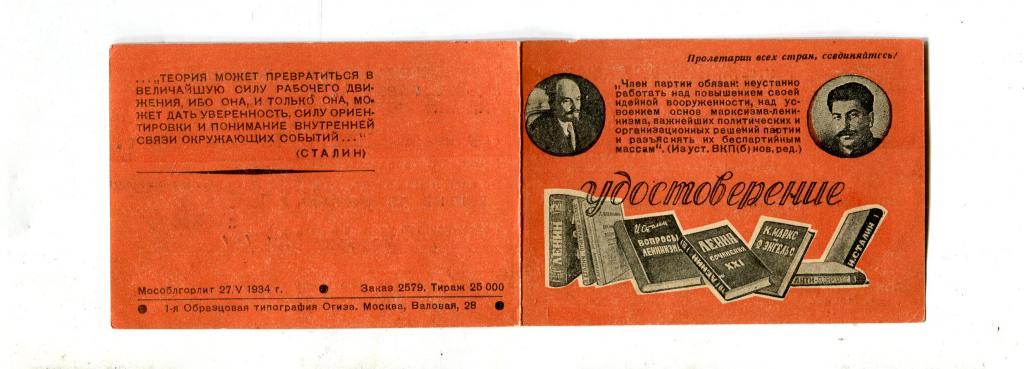 ..."ТЕОРИЯ МОЖЕТ ПРЕВРАТИТЬСЯ В
ВЕЛИЧАЙШУЮ СИЛУ РАБОЧЕГО ДВИ-
ЖЕНИЯ, ИБО ОНА, И ТОЛЬКО ОНА, МО-
ЖЕТ ДАТЬ УВЕРЕННОСТЬ, СИЛУ ОРИЕН-
ТИРОВКИ И ПОНИМАНИЕ ВНУТРЕННЕЙ
СВЯЗИ ОКРУЖАЮЩИХ СОБЫТИЙ..."
(СТАЛИН)
Мособлгорлит 27.V 1934 г. Заказ 2579. Тираж 25 000
1-я Образцовая типография Огиза. Москва, Валовая, 28
Пролетарии всех стран, соединяйтесь!
"Член партии обязан: неустанно
работать над повышением своей
идейной вооруженности, над ус-
воением основ марксизма-лени-
низма, важнейших политических и
организационных решений партии
и разъяснять их беспартийным
массам". (Из уст. ВКП(б) нов. ред.)
удостоверение
ЛЕНИН
И. Сталин
ВОПРОСЫ
ЛЕНИНИЗМА
ЛЕНИН
СОЧИНЕНИЯ
XXI
К. МАРКС
Ф. ЭНГЕЛЬС
И. СТАЛИН